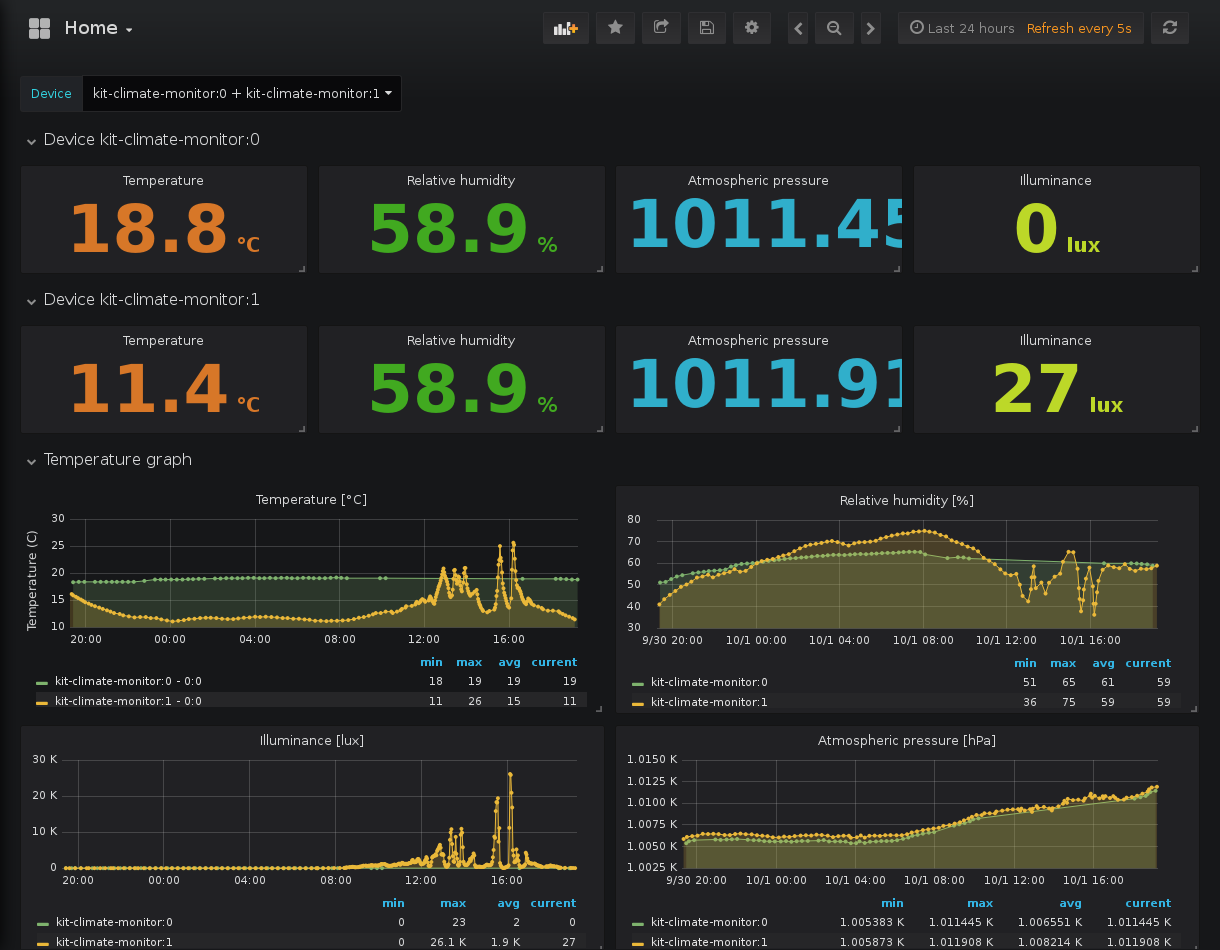 Home
Last 24 hours Refresh every 5s
Device kit-climate-monitor:0 + kit-climate-monitor:1
Device kit-climate-monitor:0
Temperature Relative humidity Atmospheric pressure Illuminance
18.8 °C 58.9 % 1011.45 0 lux
Device kit-climate-monitor:1
Temperature Relative humidity Atmospheric pressure Illuminance
11.4 °C 58.9 % 1011.91 27 lux
Temperature graph
Temperature [°C]
Temperature (C)
30
25
20
15
10
20:00 00:00 04:00 08:00 12:00 16:00
min max avg current
kit-climate-monitor:0 - 0:0 18 19 19 19
kit-climate-monitor:1 - 0:0 11 26 15 11
Relative humidity [%]
80
70
60
50
40
30
9/30 20:00 10/1 00:00 10/1 04:00 10/1 08:00 10/1 12:00 10/1 16:00
min max avg current
kit-climate-monitor:0 51 65 61 59
kit-climate-monitor:1 36 75 59 59
Illuminance [lux]
30 K
20 K
10 K
0
20:00 00:00 04:00 08:00 12:00 16:00
min max avg current
kit-climate-monitor:0 0 23 2 0
kit-climate-monitor:1 0 26.1 K 1.9 K 27
Atmospheric pressure [hPa]
1.0150 K
1.0125 K
1.0100 K
1.0075 K
1.0050 K
1.0025 K
9/30 20:00 10/1 00:00 10/1 04:00 10/1 08:00 10/1 12:00 10/1 16:00
min max avg current
kit-climate-monitor:0 1.005383 K 1.011445 K 1.006551 K 1.011445 K
kit-climate-monitor:1 1.005873 K 1.011908 K 1.008214 K 1.011908 K